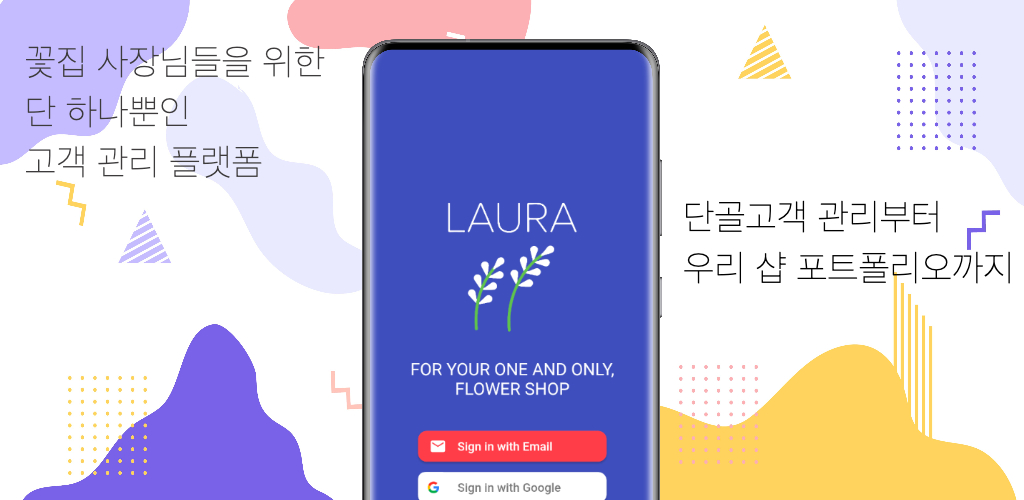 꽃집 사장님들을 위한
단 하나뿐인
고객 관리 플랫폼
LAURA
FOR YOUR ONE AND ONLY,
FLOWER SHOP
Sign in with Email
Sign in with Google
단골고객 관리부터
우리 샵 포트폴리오까지